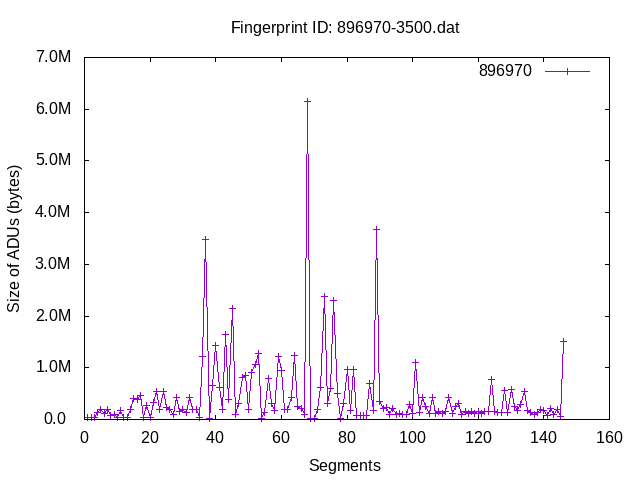 Fingerprint ID: 896970-3500.dat
7.0M
896970
6.0M
5.0M
4.0M
3.0M
2.0M
1.0M
0.0
Size of ADUs (bytes)
0 20 40 60 80 100 120 140 160
Segments